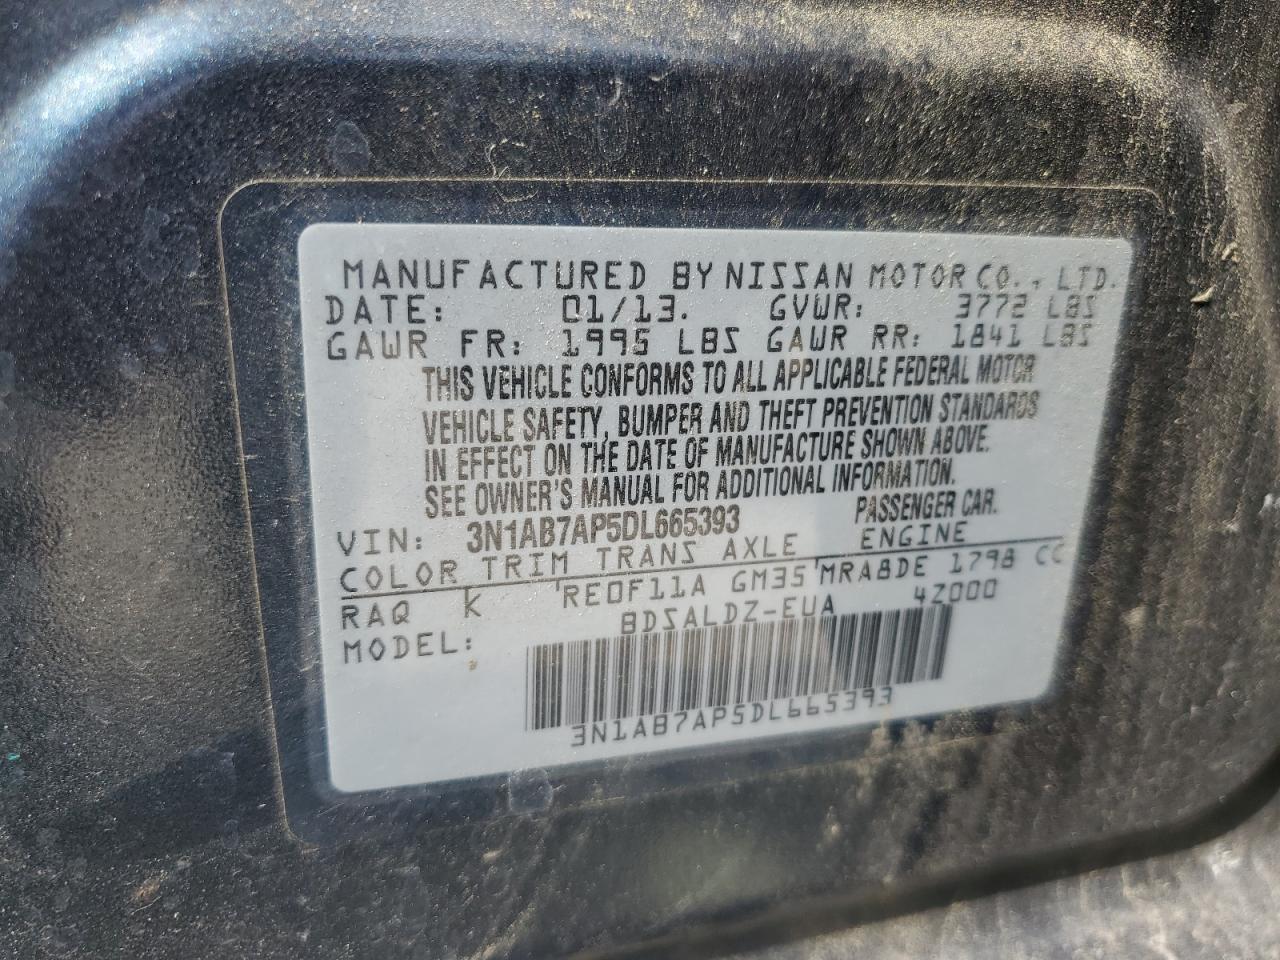 MANUFACTURED BY NISSAN MOTOR CO., LTD.
DATE: 01/13. GVWR: 3772 LBS
GAWR FR: 1995 LBS GAWR RR: 1841 LBS
THIS VEHICLE CONFORMS TO ALL APPLICABLE FEDERAL MOTOR
VEHICLE SAFETY, BUMPER AND THEFT PREVENTION STANDARDS
IN EFFECT ON THE DATE OF MANUFACTURE SHOWN ABOVE.
SEE OWNER'S MANUAL FOR ADDITIONAL INFORMATION.
VIN: 3N1AB7AP5DL665393 PASSENGER CAR.
COLOR TRIM TRANS AXLE ENGINE
RAQ K RE0F11A GM35 MRA8DE 1798 CC
MODEL: BDSALDZ-EUA 4Z000
3N1AB7AP5DL665393